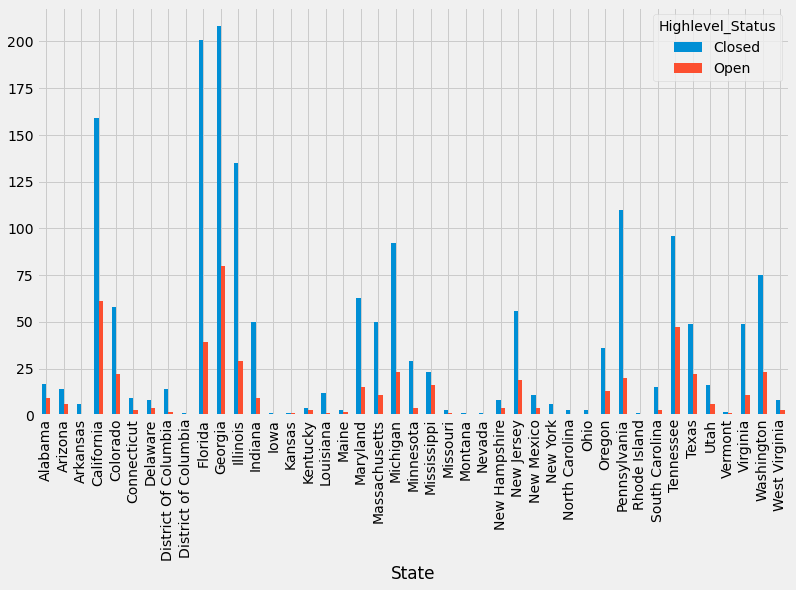 Highlevel_Status
Closed
Open
200
175
150
125
100
75
50
25
0
Alabama
Arizona
Arkansas
California
Colorado
Connecticut
Delaware
District Of Columbia
District of Columbia
Florida
Georgia
Illinois
Indiana
Iowa
Kansas
Kentucky
Louisiana
Maine
Maryland
Massachusetts
Michigan
Minnesota
Mississippi
Missouri
Montana
Nevada
New Hampshire
New Jersey
New Mexico
New York
North Carolina
Ohio
Oregon
Pennsylvania
Rhode Island
South Carolina
Tennessee
Texas
Utah
Vermont
Virginia
Washington
West Virginia
State